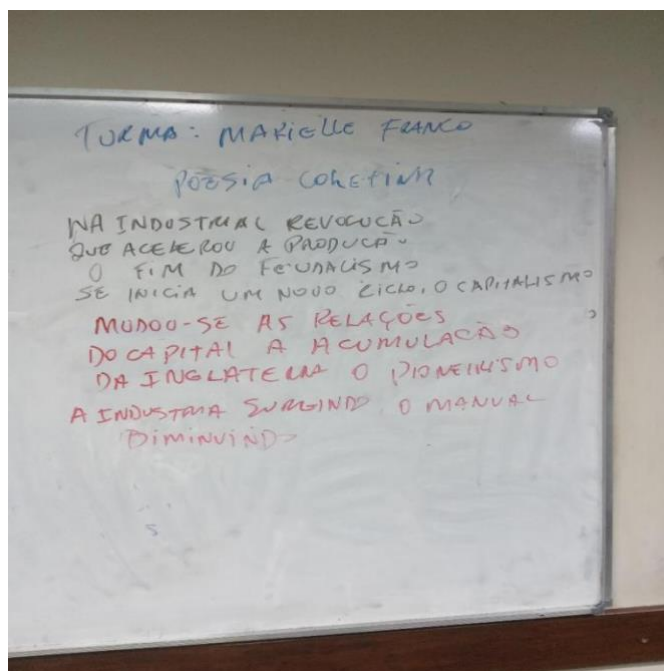 TURMA: MARIELLE FRANCO
POESIA COLETIVA
NA INDUSTRIAL REVOLUÇÃO
QUE ACELEROU A PRODUÇÃO
O FIM DO FEUDALISMO
SE INICIA UM NOVO CICLO, O CAPITALISMO
MUDOU-SE AS RELAÇÕES
DO CAPITAL A ACUMULAÇÃO
DA INGLATERRA O PIONEIRISMO
A INDUSTRIA SURGINDO O MANUAL
DIMINUINDO